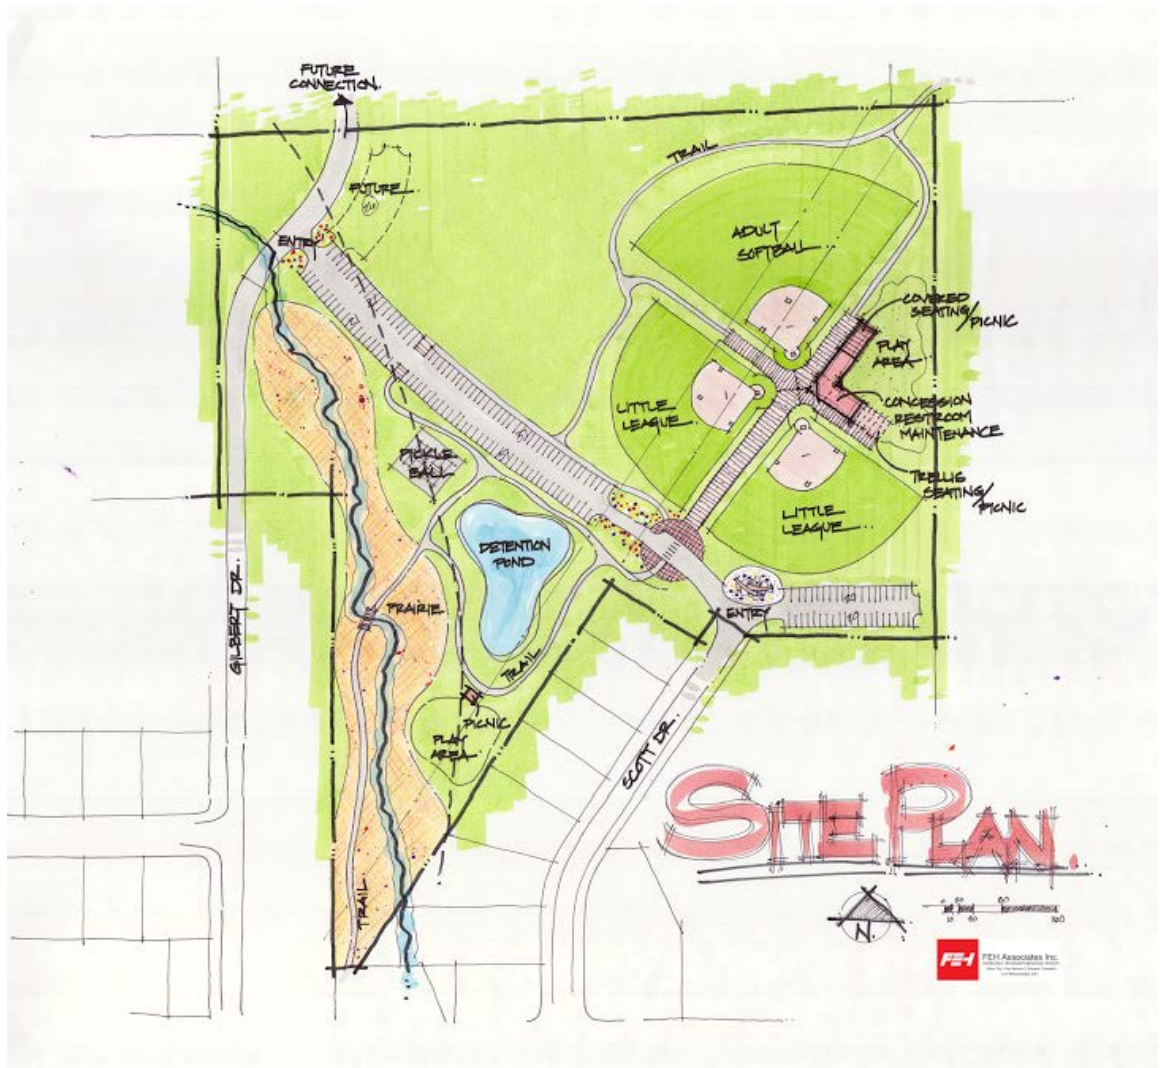 FUTURE
CONNECTION.
TRAIL
FUTURE
ENTRY
ADULT
SOFTBALL
COVERED
SEATING/
PICNIC
PLAY
AREA
LITTLE
LEAGUE
CONCESSION
RESTROOM
MAINTENANCE
PICKLE
BALL
TRELLIS
SEATING/
PICNIC
LITTLE
LEAGUE
DETENTION
POND
GILBERT DR.
PRAIRIE
ENTRY
TRAIL
PICNIC
PLAY
AREA
SCOTT DR.
SITE PLAN.
TRAIL
N.
FEH
FEH Associates Inc.